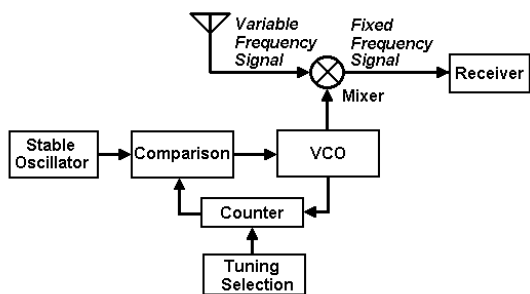 Variable
Frequency
Signal
Fixed
Frequency
Signal
Receiver
Mixer
Stable
Oscillator
Comparison
VCO
Counter
Tuning
Selection